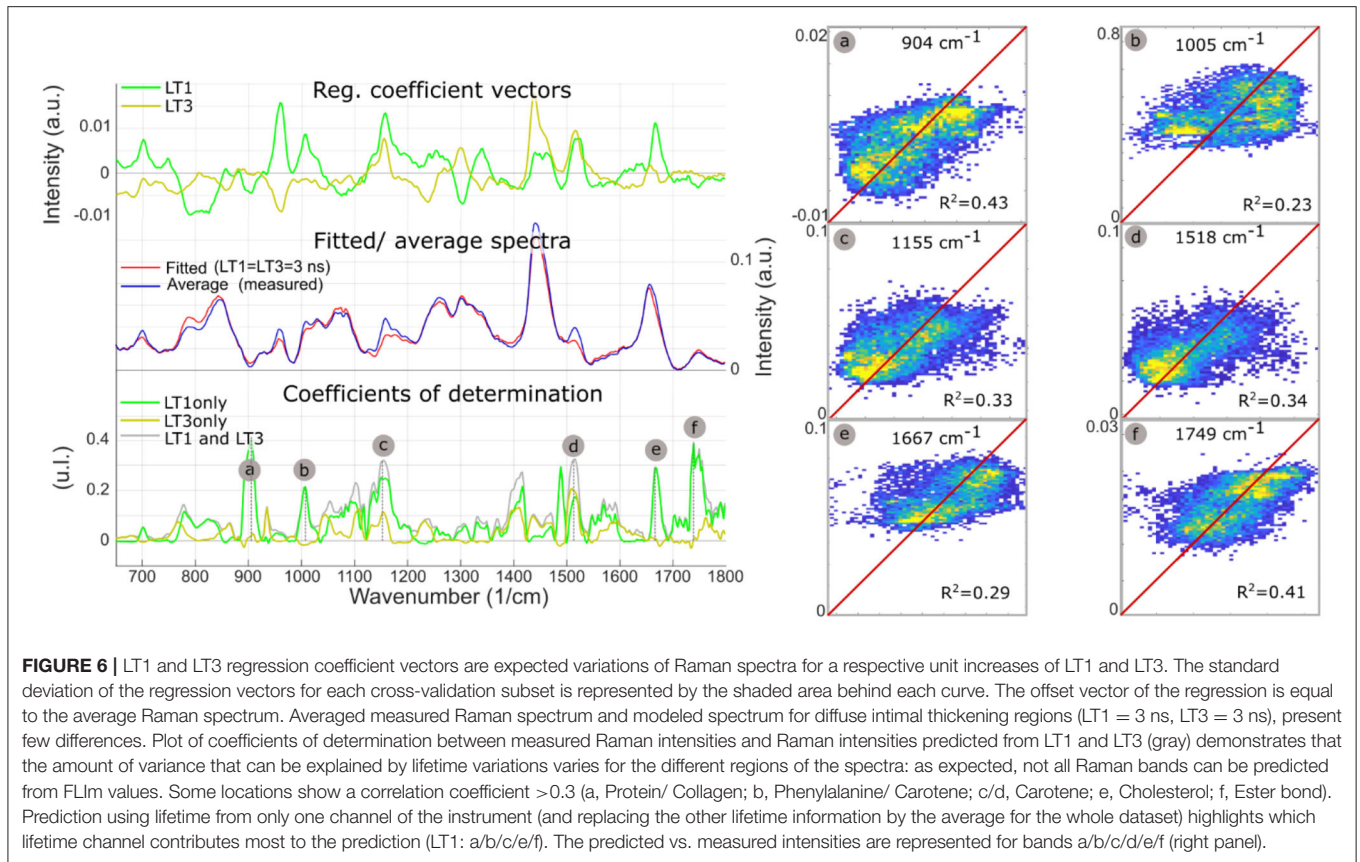 LT1
LT3
Reg. coefficient vectors
Intensity (a.u.)
0.01
0
-0.01
Fitted/ average spectra
Fitted (LT1=LT3=3 ns)
Average (measured)
0.1
0
Intensity (a.u.)
Coefficients of determination
LT1only
LT3only
LT1 and LT3
(u.l.)
0.4
0.2
0
a
b
c
d
e
f
700 800 900 1000 1100 1200 1300 1400 1500 1600 1700 1800
Wavenumber (1/cm)
0.02
a
904 cm-1
R2=0.43
-0.01
0.8
b
1005 cm-1
R2=0.23
0
0.1
c
1155 cm-1
R2=0.33
0
0.1
d
1518 cm-1
R2=0.34
0
0.1
e
1667 cm-1
R2=0.29
0
0.03
f
1749 cm-1
R2=0.41
0
FIGURE 6 | LT1 and LT3 regression coefficient vectors are expected variations of Raman spectra for a respective unit increases of LT1 and LT3. The standard
deviation of the regression vectors for each cross-validation subset is represented by the shaded area behind each curve. The offset vector of the regression is equal
to the average Raman spectrum. Averaged measured Raman spectrum and modeled spectrum for diffuse intimal thickening regions (LT1 = 3 ns, LT3 = 3 ns), present
few differences. Plot of coefficients of determination between measured Raman intensities and Raman intensities predicted from LT1 and LT3 (gray) demonstrates that
the amount of variance that can be explained by lifetime variations varies for the different regions of the spectra: as expected, not all Raman bands can be predicted
from FLIm values. Some locations show a correlation coefficient >0.3 (a, Protein/ Collagen; b, Phenylalanine/ Carotene; c/d, Carotene; e, Cholesterol; f, Ester bond).
Prediction using lifetime from only one channel of the instrument (and replacing the other lifetime information by the average for the whole dataset) highlights which
lifetime channel contributes most to the prediction (LT1: a/b/c/e/f). The predicted vs. measured intensities are represented for bands a/b/c/d/e/f (right panel).